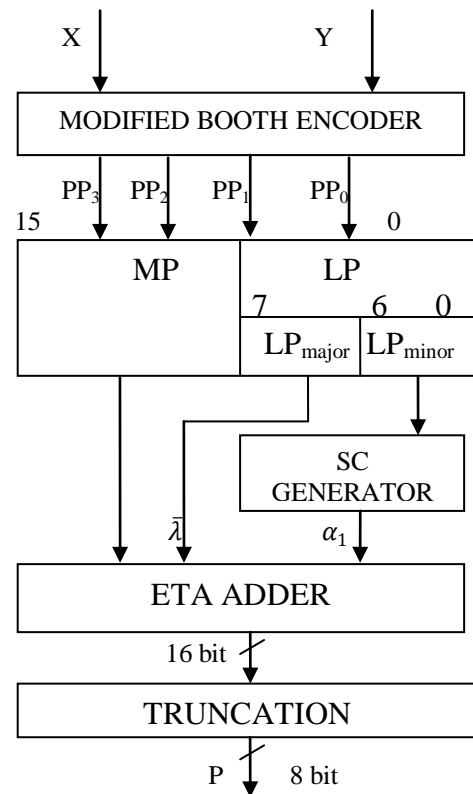 X Y
MODIFIED BOOTH ENCODER
PP₃ PP₂ PP₁ PP₀
15 0
MP LP
7 6 0
LPmajor LPminor
SC
GENERATOR
λ̄ α₁
ETA ADDER
16 bit
TRUNCATION
P 8 bit